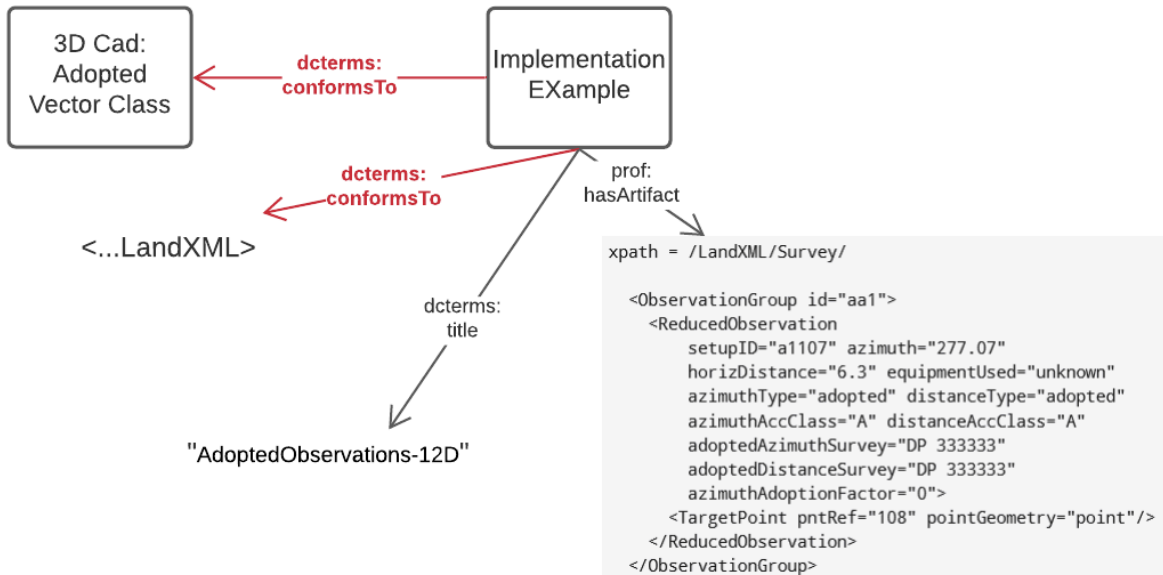 3D Cad:
Adopted
Vector Class
dcterms:
conformsTo
Implementation
EXample
dcterms:
conformsTo
prof:
hasArtifact
<...LandXML>
dcterms:
title
"AdoptedObservations-12D"
xpath = /LandXML/Survey/
<ObservationGroup id="aa1">
<ReducedObservation
setupID="a1107" azimuth="277.07"
horizDistance="6.3" equipmentUsed="unknown"
azimuthType="adopted" distanceType="adopted"
azimuthAccClass="A" distanceAccClass="A"
adoptedAzimuthSurvey="DP 333333"
adoptedDistanceSurvey="DP 333333"
azimuthAdoptionFactor="0">
<TargetPoint pntRef="108" pointGeometry="point"/>
</ReducedObservation>
</ObservationGroup>